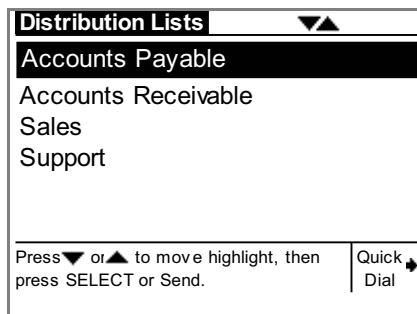 Distribution Lists ▼▲
Accounts Payable
Accounts Receivable
Sales
Support
Press ▼ or ▲ to move highlight, then
press SELECT or Send.
Quick
Dial